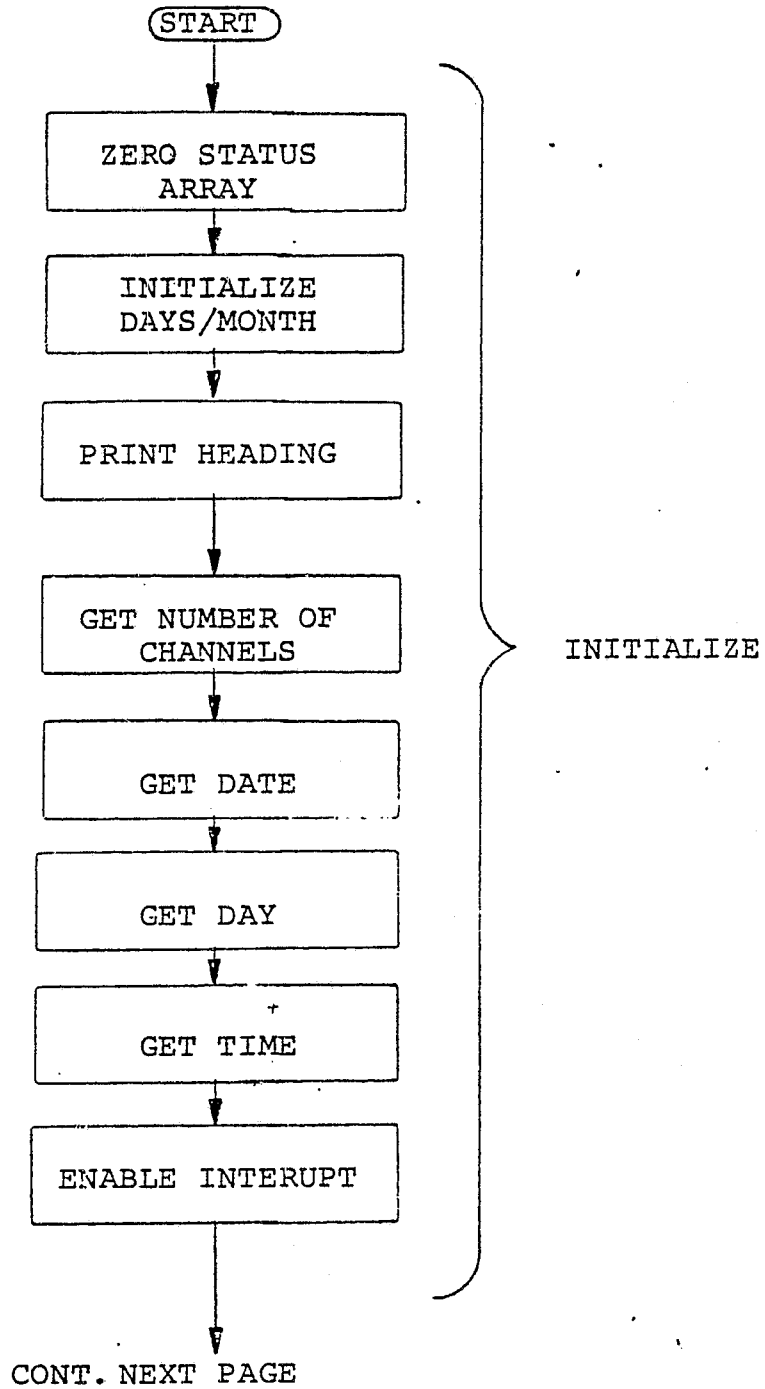 START
ZERO STATUS
ARRAY
INITIALIZE
DAYS/MONTH
PRINT HEADING
GET NUMBER OF
CHANNELS
INITIALIZE
GET DATE
GET DAY
GET TIME
ENABLE INTERUPT
CONT. NEXT PAGE